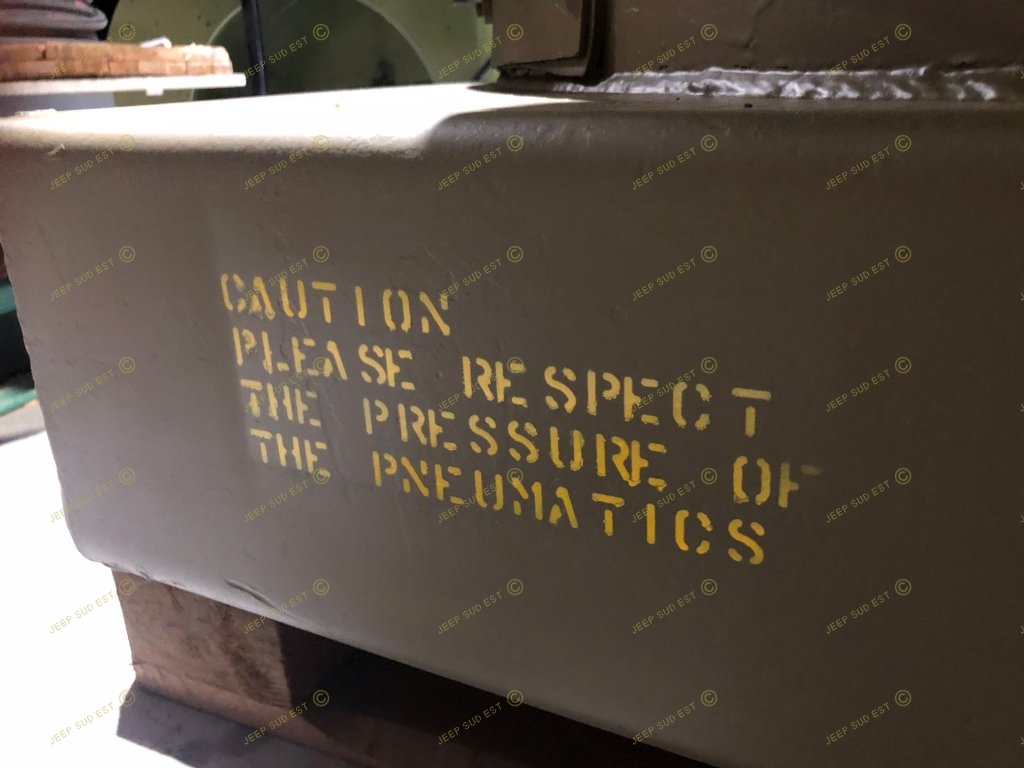 CAUTION
PLEASE RESPECT
THE PRESSURE OF
THE PNEUMATICS
JEEP SUD EST ©